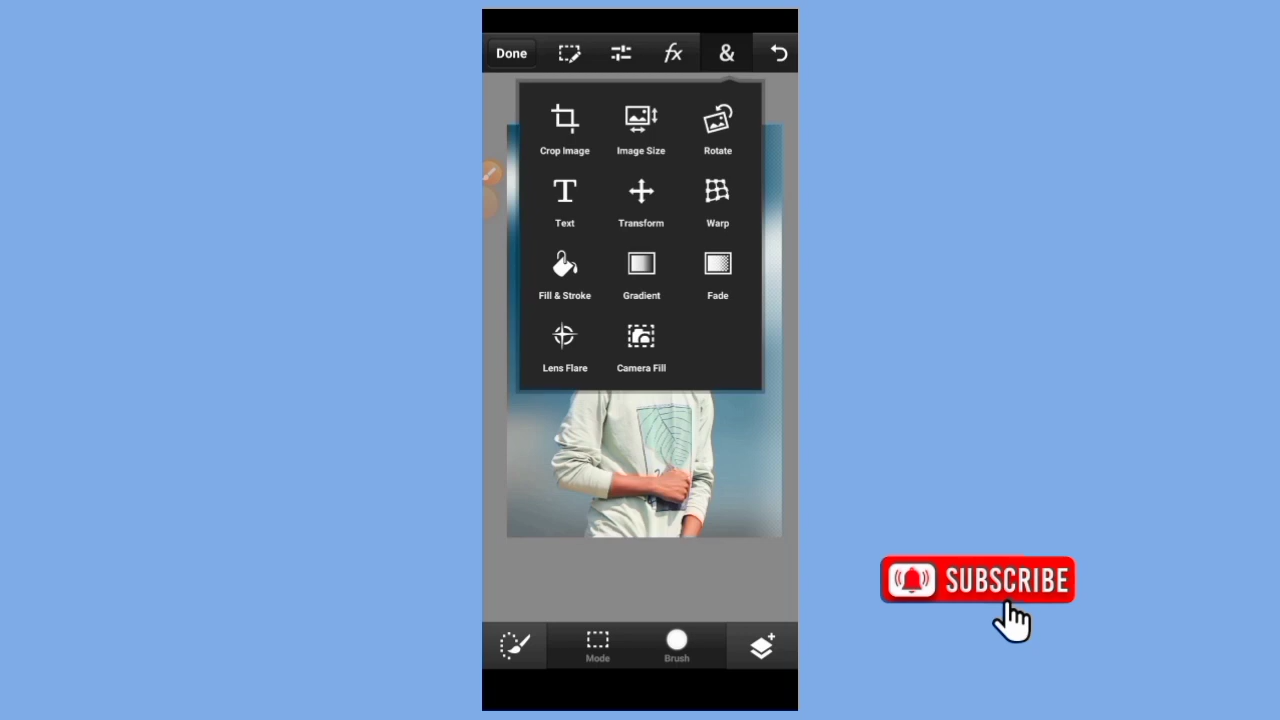 Done fx &
Crop Image Image Size Rotate
T
Text Transform Warp
Fill & Stroke Gradient Fade
Lens Flare Camera Fill
SUBSCRIBE
Mode Brush